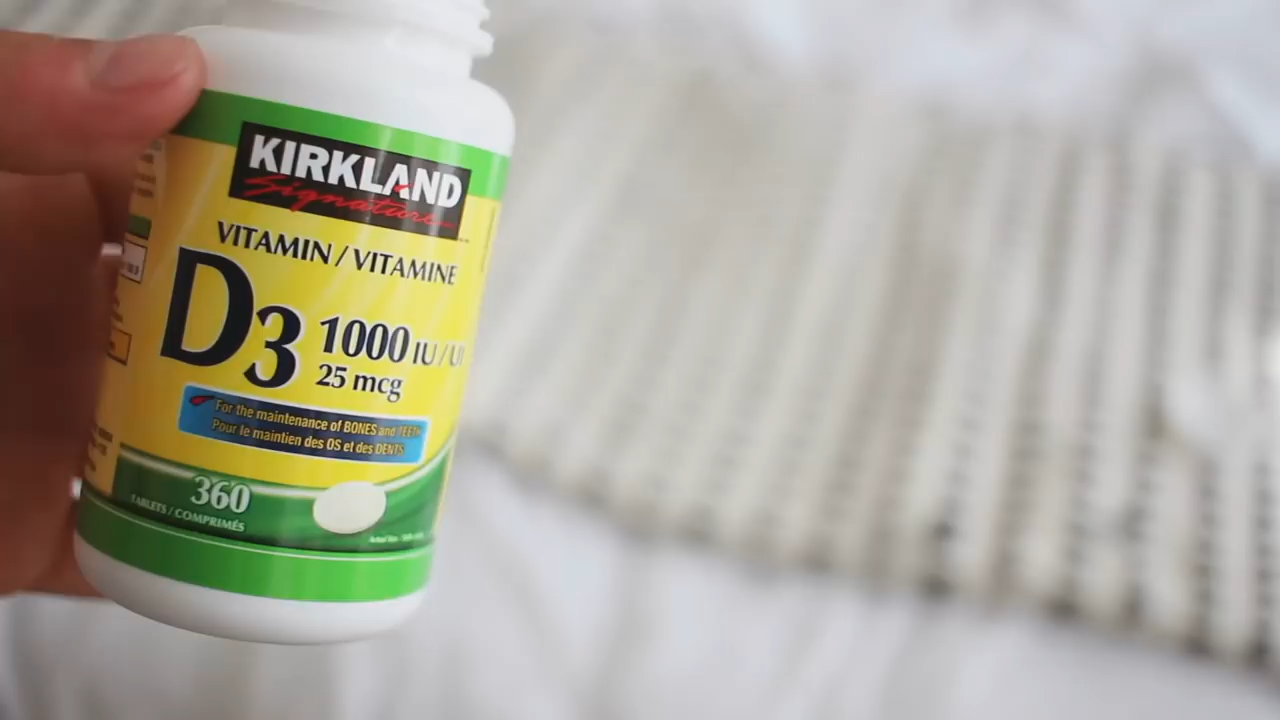 KIRKLAND
Signature
VITAMIN / VITAMINE
D3
1000 IU / UI
25 mcg
For the maintenance of BONES and TEETH
Pour le maintien des OS et des DENTS
360
TABLETS / COMPRIMÉS